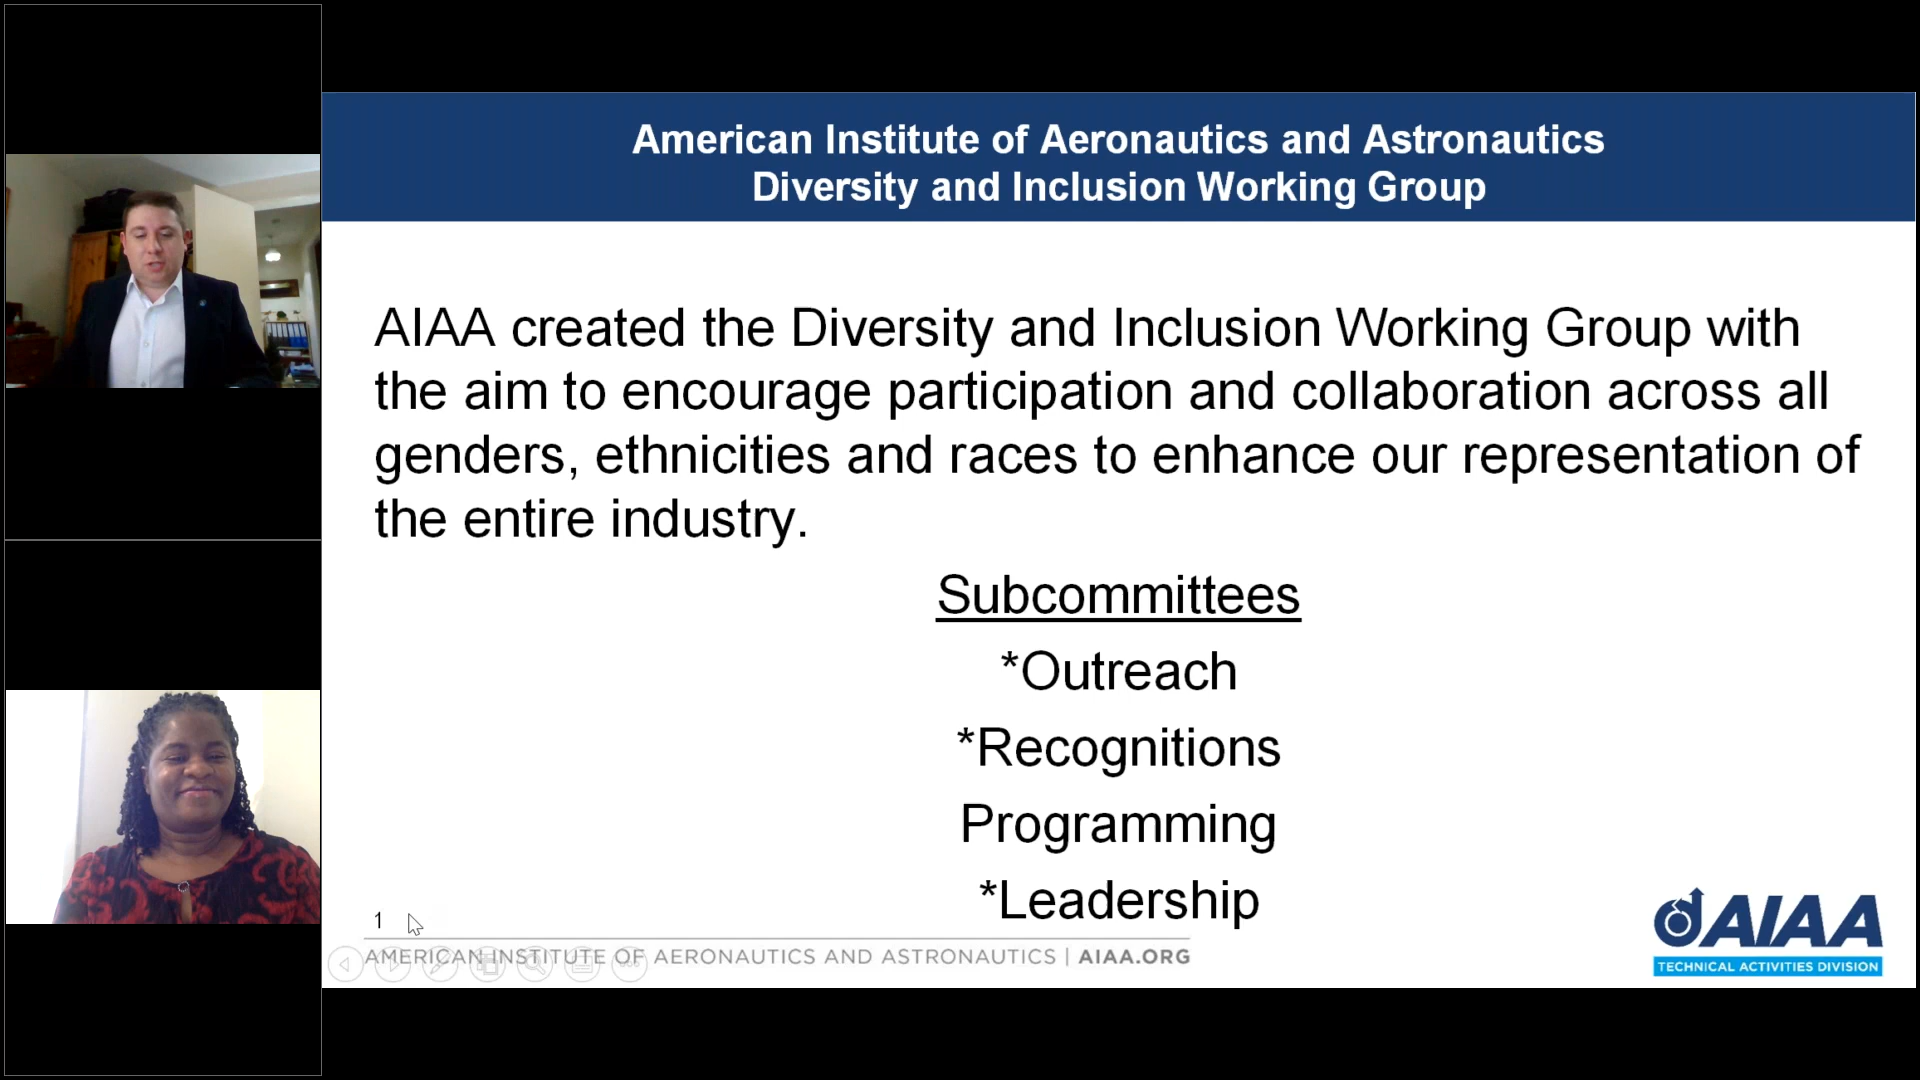 American Institute of Aeronautics and Astronautics
Diversity and Inclusion Working Group
AIAA created the Diversity and Inclusion Working Group with
the aim to encourage participation and collaboration across all
genders, ethnicities and races to enhance our representation of
the entire industry.
Subcommittees
*Outreach
*Recognitions
Programming
*Leadership
1
AMERICAN INSTITUTE OF AERONAUTICS AND ASTRONAUTICS | AIAA.ORG
AIAA
TECHNICAL ACTIVITIES DIVISION